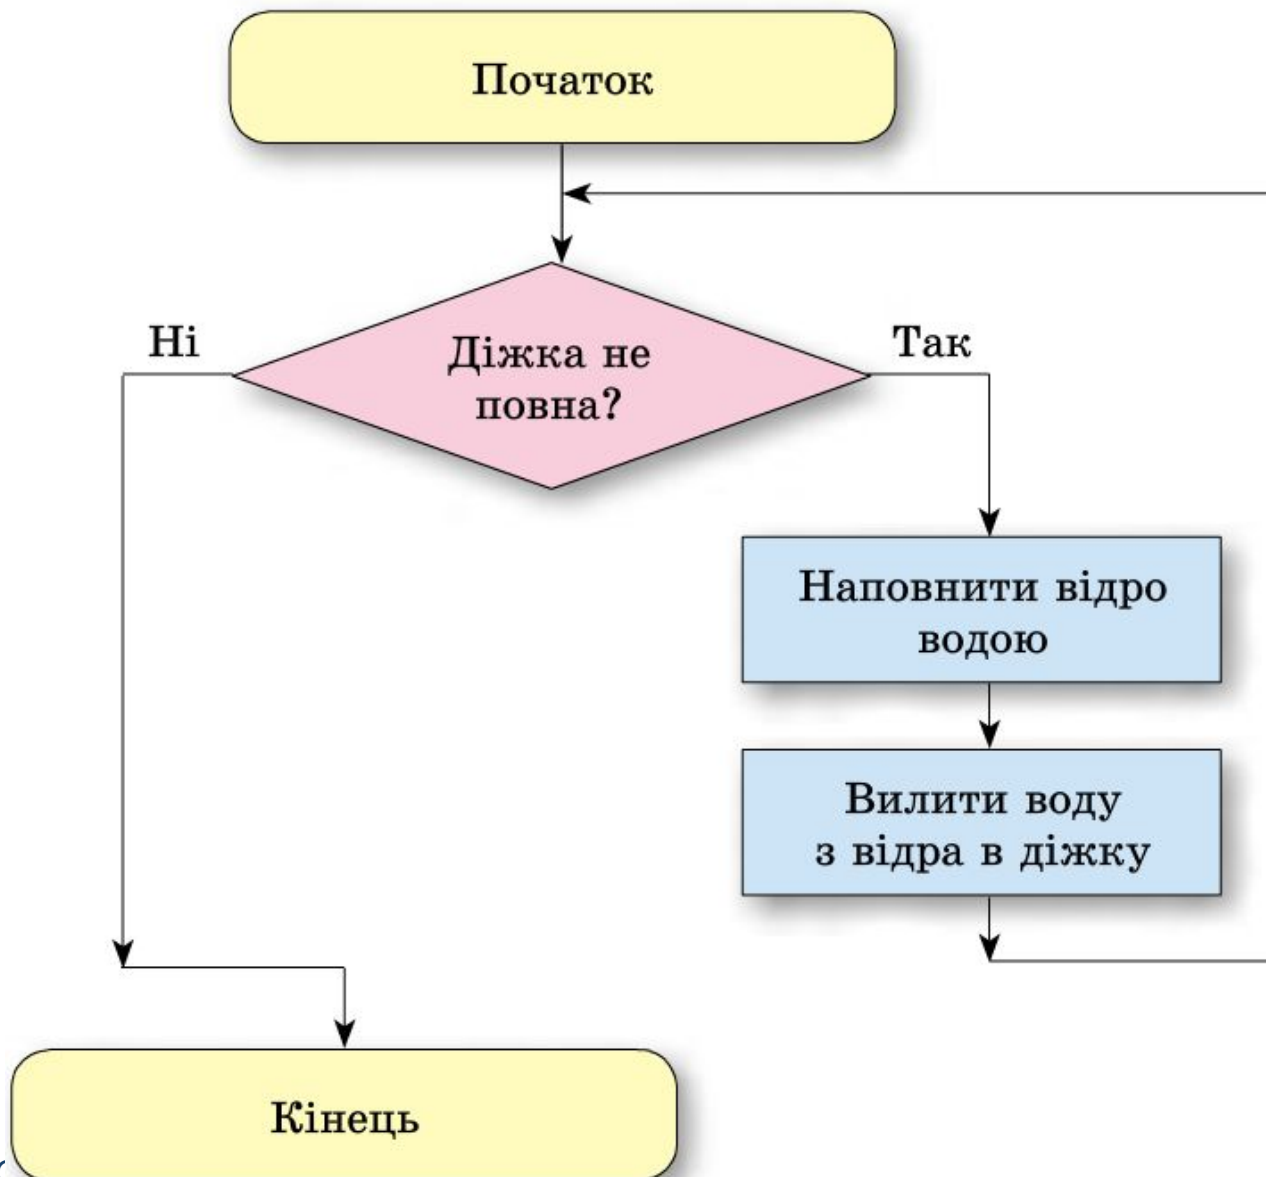 Початок
Ні
Так
Діжка не
повна?
Наповнити відро
водою
Вилити воду
з відра в діжку
Кінець